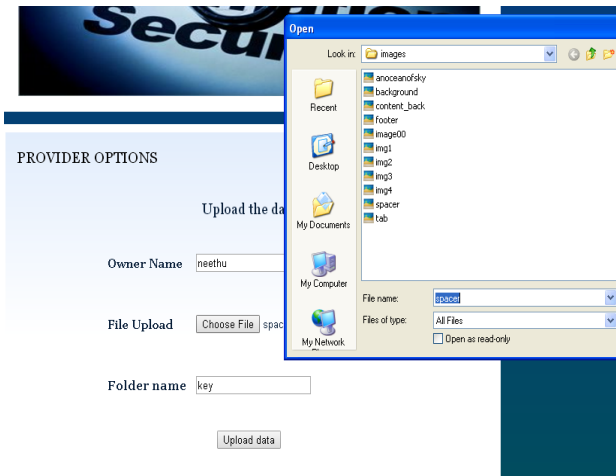 Secu
PROVIDER OPTIONS
Upload the da
Owner Name
neethu
File Upload
Choose File
spac
Folder name
key
Upload data
Open
Look in:
images
Recent
Desktop
My Documents
My Computer
My Network
anoceanofsky
background
content_back
footer
image00
img1
img2
img3
img4
spacer
tab
File name:
spacer
Files of type:
All Files
Open as read-only